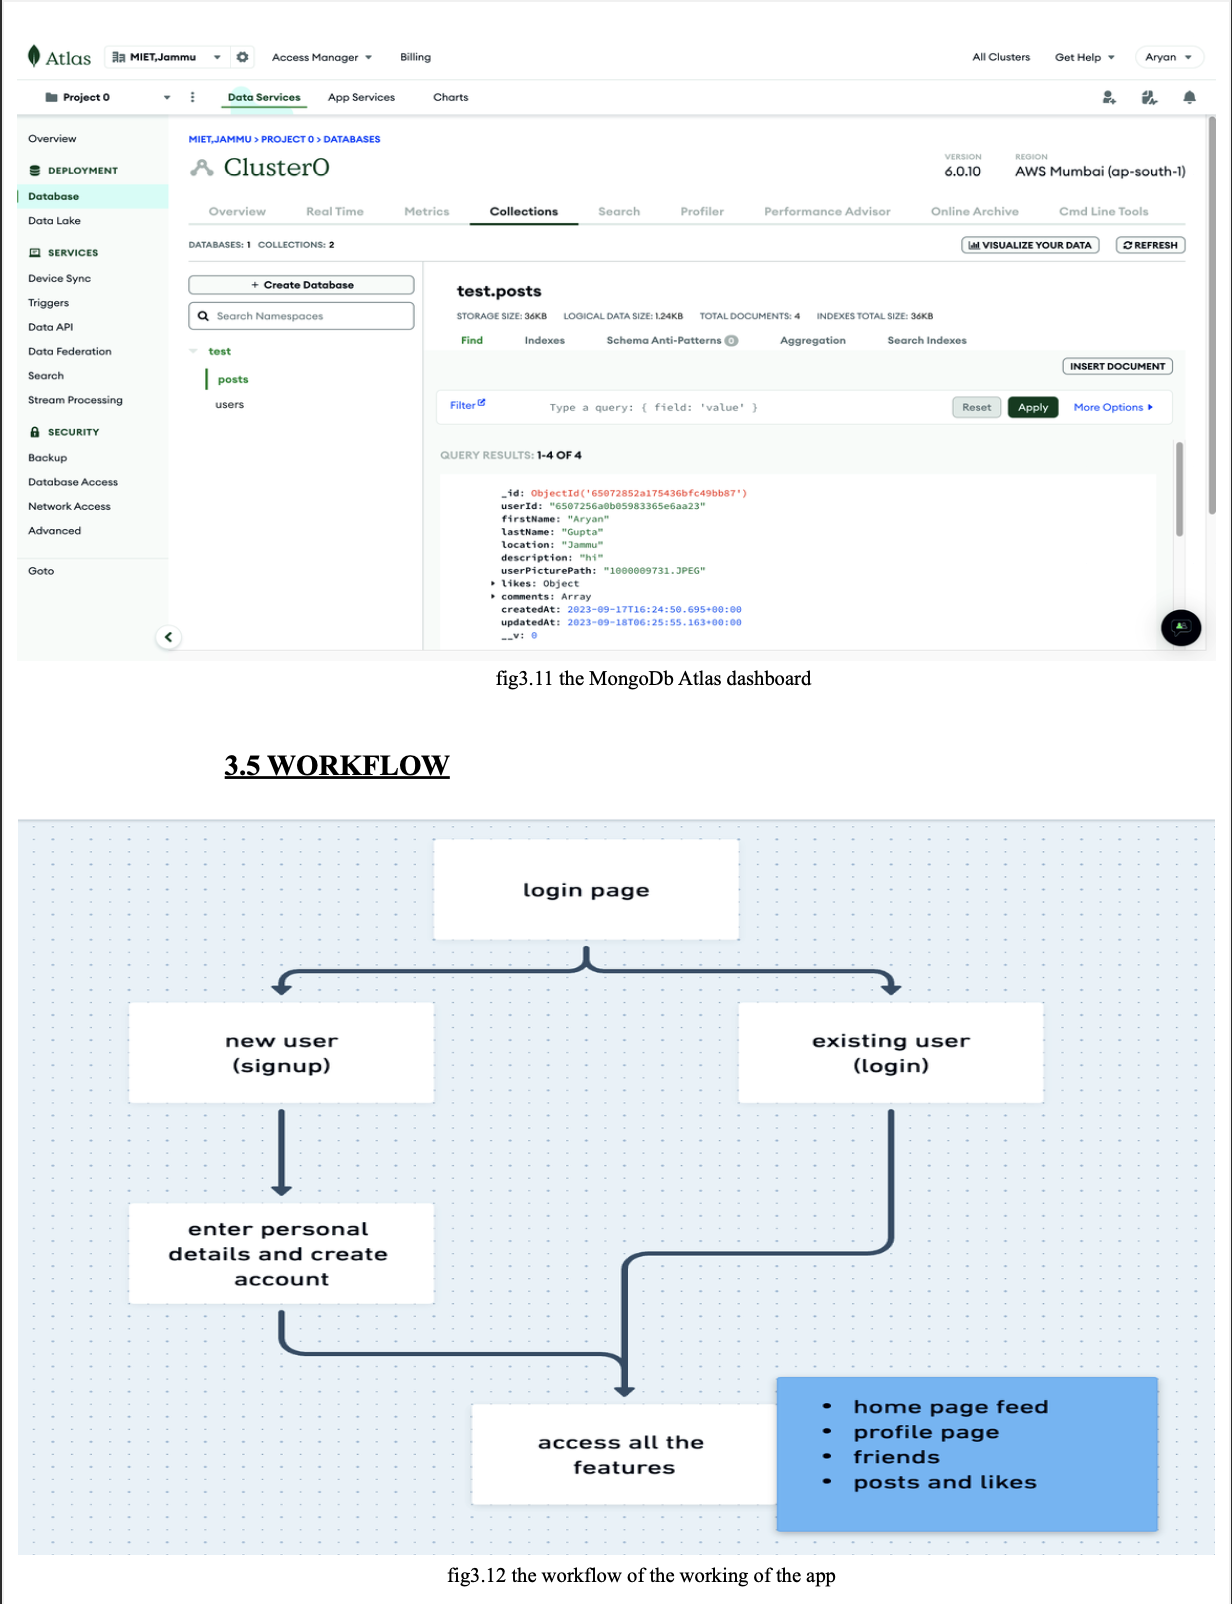 Atlas
MIET,Jammu
Access Manager
Billing
All Clusters
Get Help
Aryan
Project 0
Data Services
App Services
Charts
Overview
DEPLOYMENT
Database
Data Lake
SERVICES
Device Sync
Triggers
Data API
Data Federation
Search
Stream Processing
SECURITY
Backup
Database Access
Network Access
Advanced
Goto
MIET,JAMMU > PROJECT 0 > DATABASES
Cluster0
VERSION
6.0.10
REGION
AWS Mumbai (ap-south-1)
Overview
Real Time
Metrics
Collections
Search
Profiler
Performance Advisor
Online Archive
Cmd Line Tools
DATABASES: 1 COLLECTIONS: 2
VISUALIZE YOUR DATA
REFRESH
+ Create Database
Search Namespaces
test
posts
users
test.posts
STORAGE SIZE: 36KB LOGICAL DATA SIZE: 1.24KB TOTAL DOCUMENTS: 4 INDEXES TOTAL SIZE: 36KB
Find
Indexes
Schema Anti-Patterns 0
Aggregation
Search Indexes
INSERT DOCUMENT
Filter
Type a query: { field: 'value' }
Reset
Apply
More Options
QUERY RESULTS: 1-4 OF 4
_id: ObjectId('65072852a175436bfc49bb87')
userId: "6507256a0b05983365e6aa23"
firstName: "Aryan"
lastName: "Gupta"
location: "Jammu"
description: "hi"
userPicturePath: "1000009731.JPEG"
likes: Object
comments: Array
createdAt: 2023-09-17T16:24:50.695+00:00
updatedAt: 2023-09-18T06:25:55.163+00:00
__v: 0
fig3.11 the MongoDb Atlas dashboard
3.5 WORKFLOW
login page
new user
(signup)
existing user
(login)
enter personal
details and create
account
access all the
features
• home page feed
• profile page
• friends
• posts and likes
fig3.12 the workflow of the working of the app